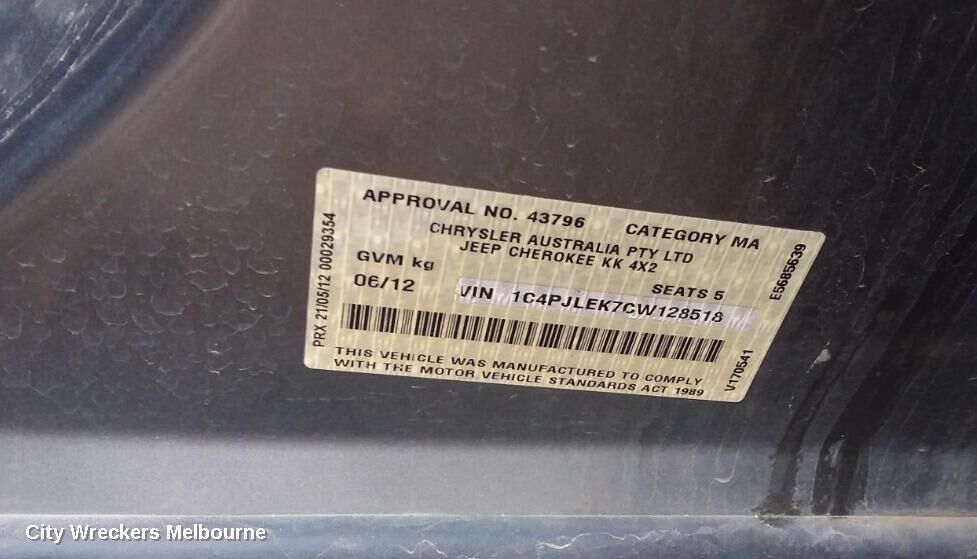 APPROVAL NO. 43796 CATEGORY MA
CHRYSLER AUSTRALIA PTY LTD
JEEP CHEROKEE KK 4X2
GVM kg
SEATS 5
06/12 VIN 1C4PJLEK7CW128518
THIS VEHICLE WAS MANUFACTURED TO COMPLY
WITH THE MOTOR VEHICLE STANDARDS ACT 1989
PRX 21/05/12 00029354
E5685639
V170541
City Wreckers Melbourne